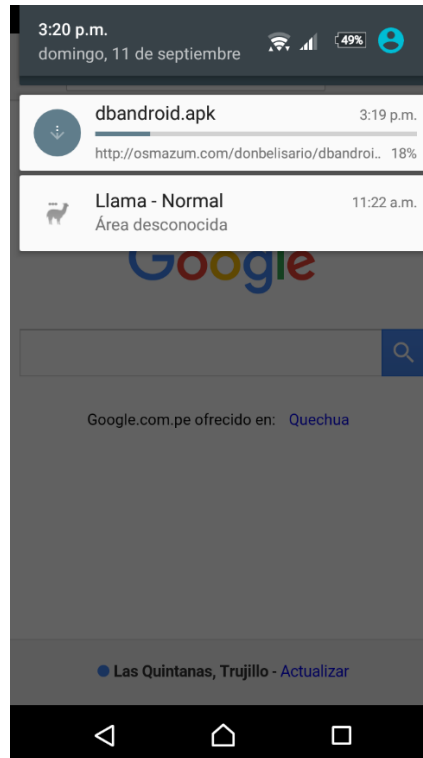 3:20 p.m.
domingo, 11 de septiembre
49%
dbandroid.apk
3:19 p.m.
http://osmazum.com/donbelisario/dbandroi..
18%
Llama - Normal
11:22 a.m.
Área desconocida
Google
Google.com.pe ofrecido en: Quechua
Las Quintanas, Trujillo - Actualizar